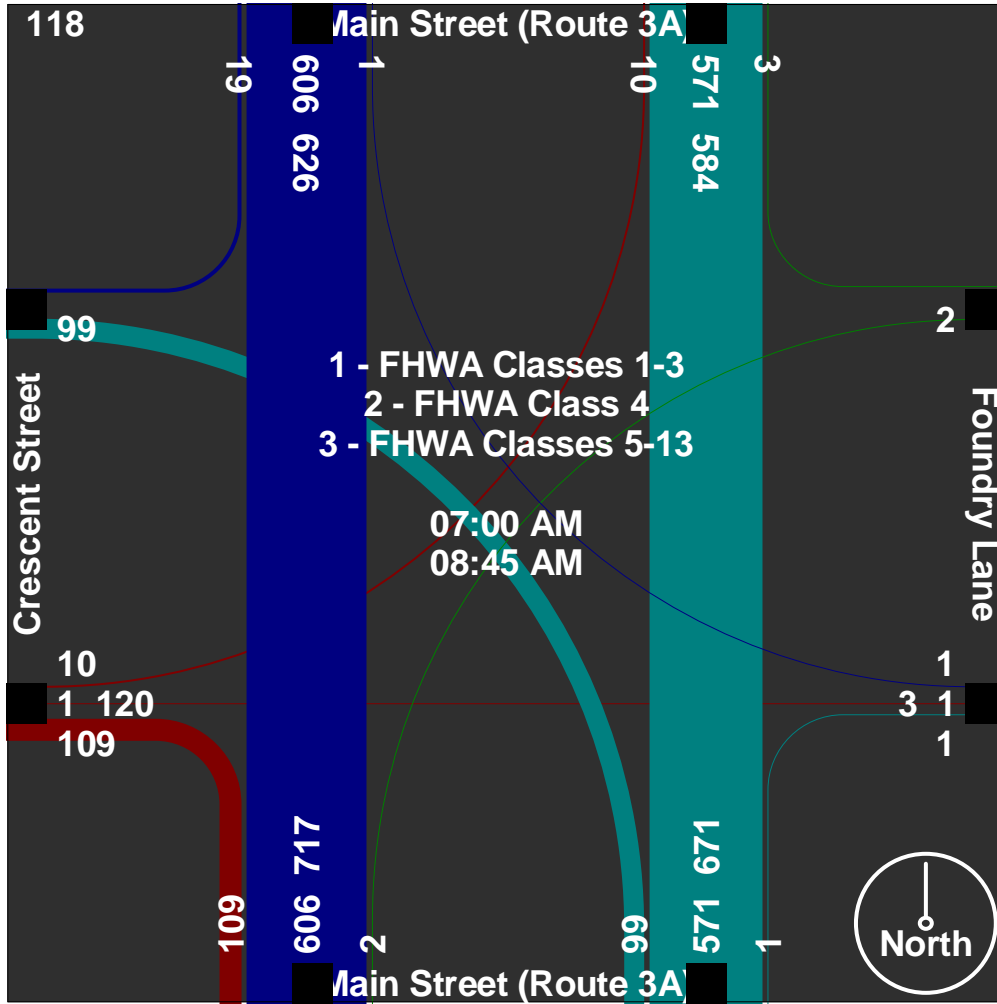 118
Main Street (Route 3A)
19
606 626
1
10
571 584
3
99
2
1 - FHWA Classes 1-3
2 - FHWA Class 4
3 - FHWA Classes 5-13
Crescent Street
Foundry Lane
07:00 AM
08:45 AM
10
1 120
109
1
3 1
1
109
606 717
2
99
571 671
1
North
Main Street (Route 3A)